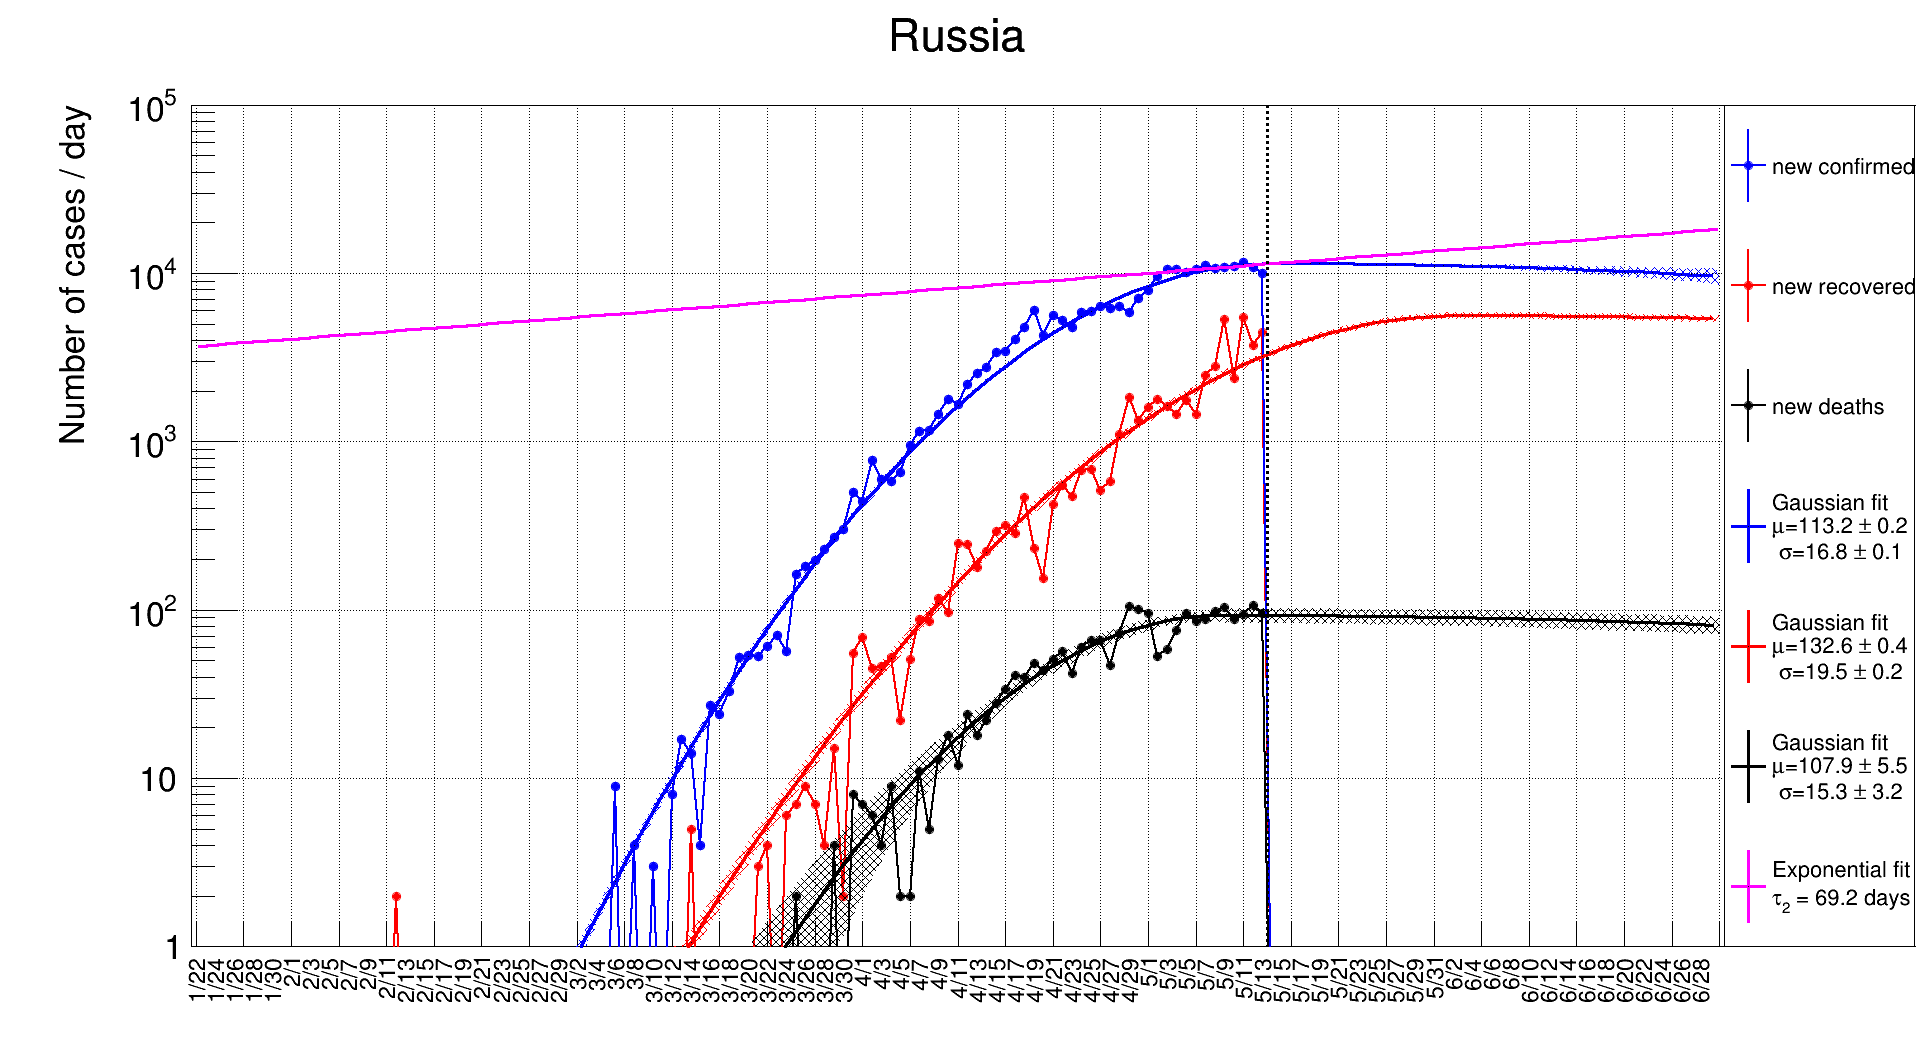 Russia
Number of cases / day
10^5
10^4
10^3
10^2
10
1
1/22 1/24 1/26 1/28 1/30 2/1 2/3 2/5 2/7 2/9 2/11 2/13 2/15 2/17 2/19 2/21 2/23 2/25 2/27 2/29 3/2 3/4 3/6 3/8 3/10 3/12 3/14 3/16 3/18 3/20 3/22 3/24 3/26 3/28 3/30 4/1 4/3 4/5 4/7 4/9 4/11 4/13 4/15 4/17 4/19 4/21 4/23 4/25 4/27 4/29 5/1 5/3 5/5 5/7 5/9 5/11 5/13 5/15 5/17 5/19 5/21 5/23 5/25 5/27 5/29 5/31 6/2 6/4 6/6 6/8 6/10 6/12 6/14 6/16 6/18 6/20 6/22 6/24 6/26 6/28
new confirmed
new recovered
new deaths
Gaussian fit
μ=113.2 ± 0.2
σ=16.8 ± 0.1
Gaussian fit
μ=132.6 ± 0.4
σ=19.5 ± 0.2
Gaussian fit
μ=107.9 ± 5.5
σ=15.3 ± 3.2
Exponential fit
τ₂ = 69.2 days